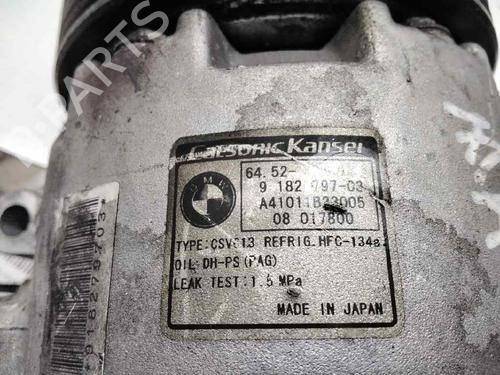 Calsonic Kansei
64.52-
BMW
9 182 797-03
A41011B23005
08 017800
TYPE:CSV613 REFRIG.HFC-134a
OIL:DH-PS(PAG)
LEAK TEST:1.5 MPa
MADE IN JAPAN
B-PARTS